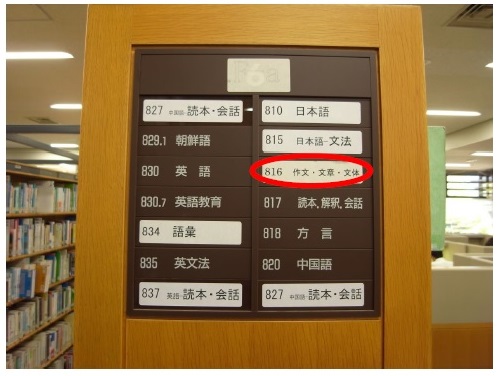 R6a
827 中国語-読本・会話
829.1 朝鮮語
830 英語
830.7 英語教育
834 語彙
835 英文法
837 英語-読本・会話
810 日本語
815 日本語-文法
816 作文・文章・文体
817 読本,解釈,会話
818 方言
820 中国語
827 中国語-読本・会話